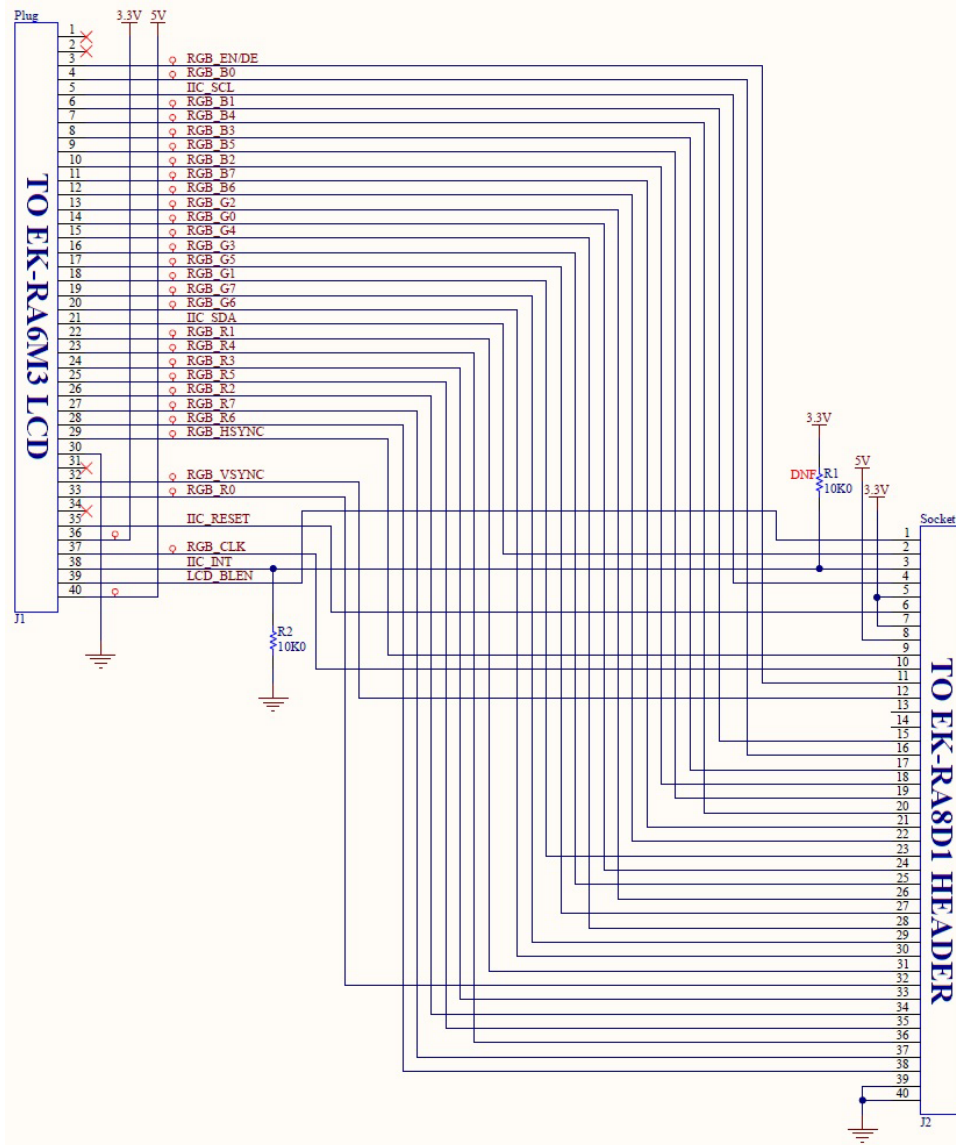 Plug
3.3V 5V
1
2
3 RGB_EN/DE
4 RGB_B0
5 IIC_SCL
6 RGB_B1
7 RGB_B4
8 RGB_B3
9 RGB_B5
10 RGB_B2
11 RGB_B7
12 RGB_B6
13 RGB_G2
14 RGB_G0
15 RGB_G4
16 RGB_G3
17 RGB_G5
18 RGB_G1
19 RGB_G7
20 RGB_G6
21 IIC_SDA
22 RGB_R1
23 RGB_R4
24 RGB_R3
25 RGB_R5
26 RGB_R2
27 RGB_R7
28 RGB_R6
29 RGB_HSYNC
30
31
32 RGB_VSYNC
33 RGB_R0
34
35 IIC_RESET
36
37 RGB_CLK
38 IIC_INT
39 LCD_BLEN
40
TO EK-RA6M3 LCD
J1
R2
10K0
3.3V
DNF R1
10K0
5V
3.3V
Socket
1
2
3
4
5
6
7
8
9
10
11
12
13
14
15
16
17
18
19
20
21
22
23
24
25
26
27
28
29
30
31
32
33
34
35
36
37
38
39
40
TO EK-RA8D1 HEADER
J2